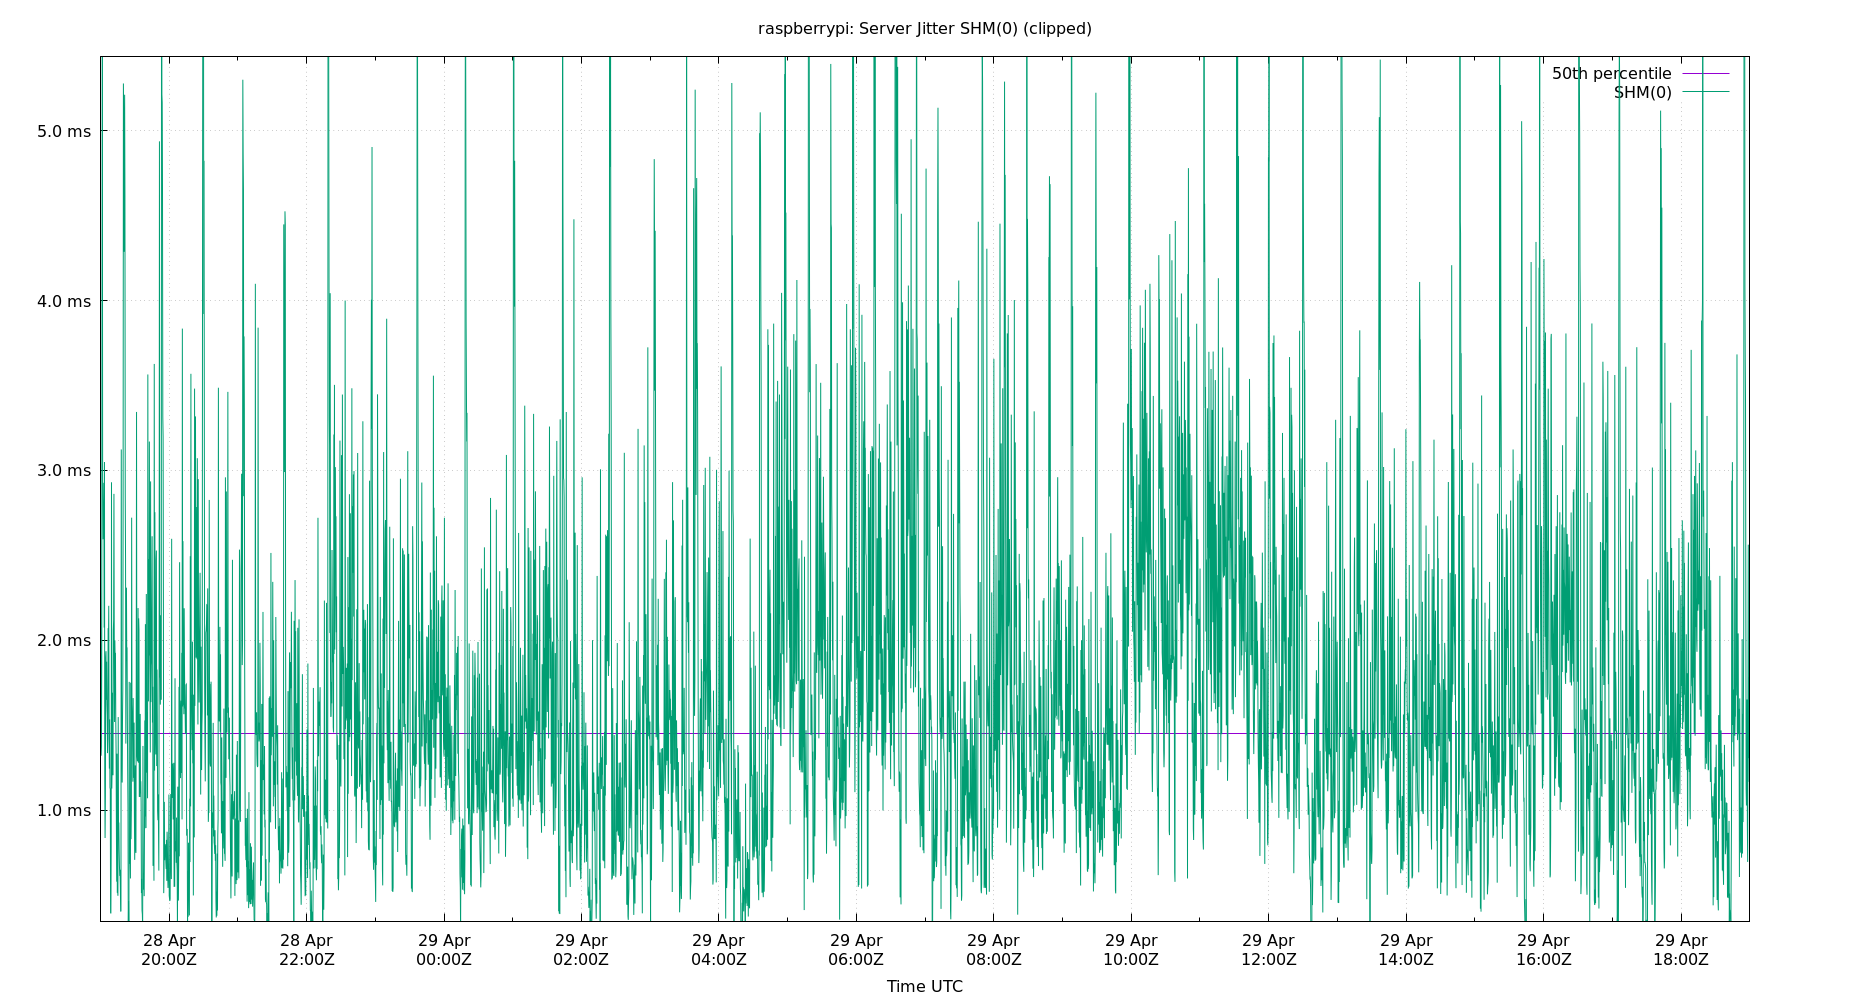 raspberrypi: Server Jitter SHM(0) (clipped)
50th percentile
SHM(0)
5.0 ms
4.0 ms
3.0 ms
2.0 ms
1.0 ms
28 Apr 28 Apr 29 Apr 29 Apr 29 Apr 29 Apr 29 Apr 29 Apr 29 Apr 29 Apr 29 Apr 29 Apr
20:00Z 22:00Z 00:00Z 02:00Z 04:00Z 06:00Z 08:00Z 10:00Z 12:00Z 14:00Z 16:00Z 18:00Z
Time UTC